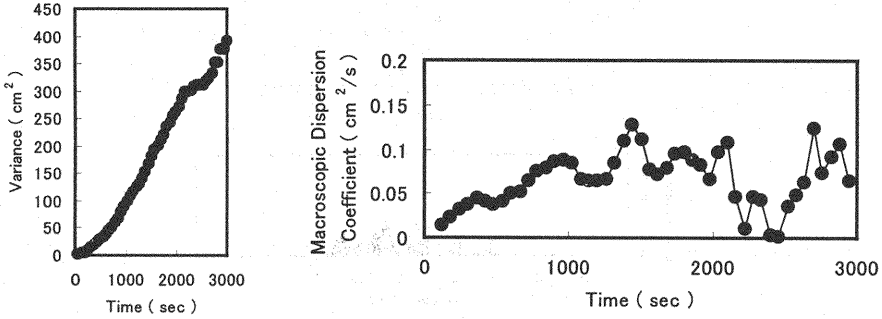 450
400
350
300
250
200
150
100
50
0
Variance ( cm² )
0 1000 2000 3000
Time ( sec )
0.2
0.15
0.1
0.05
0
Macroscopic Dispersion
Coefficient ( cm²/s )
0 1000 2000 3000
Time ( sec )